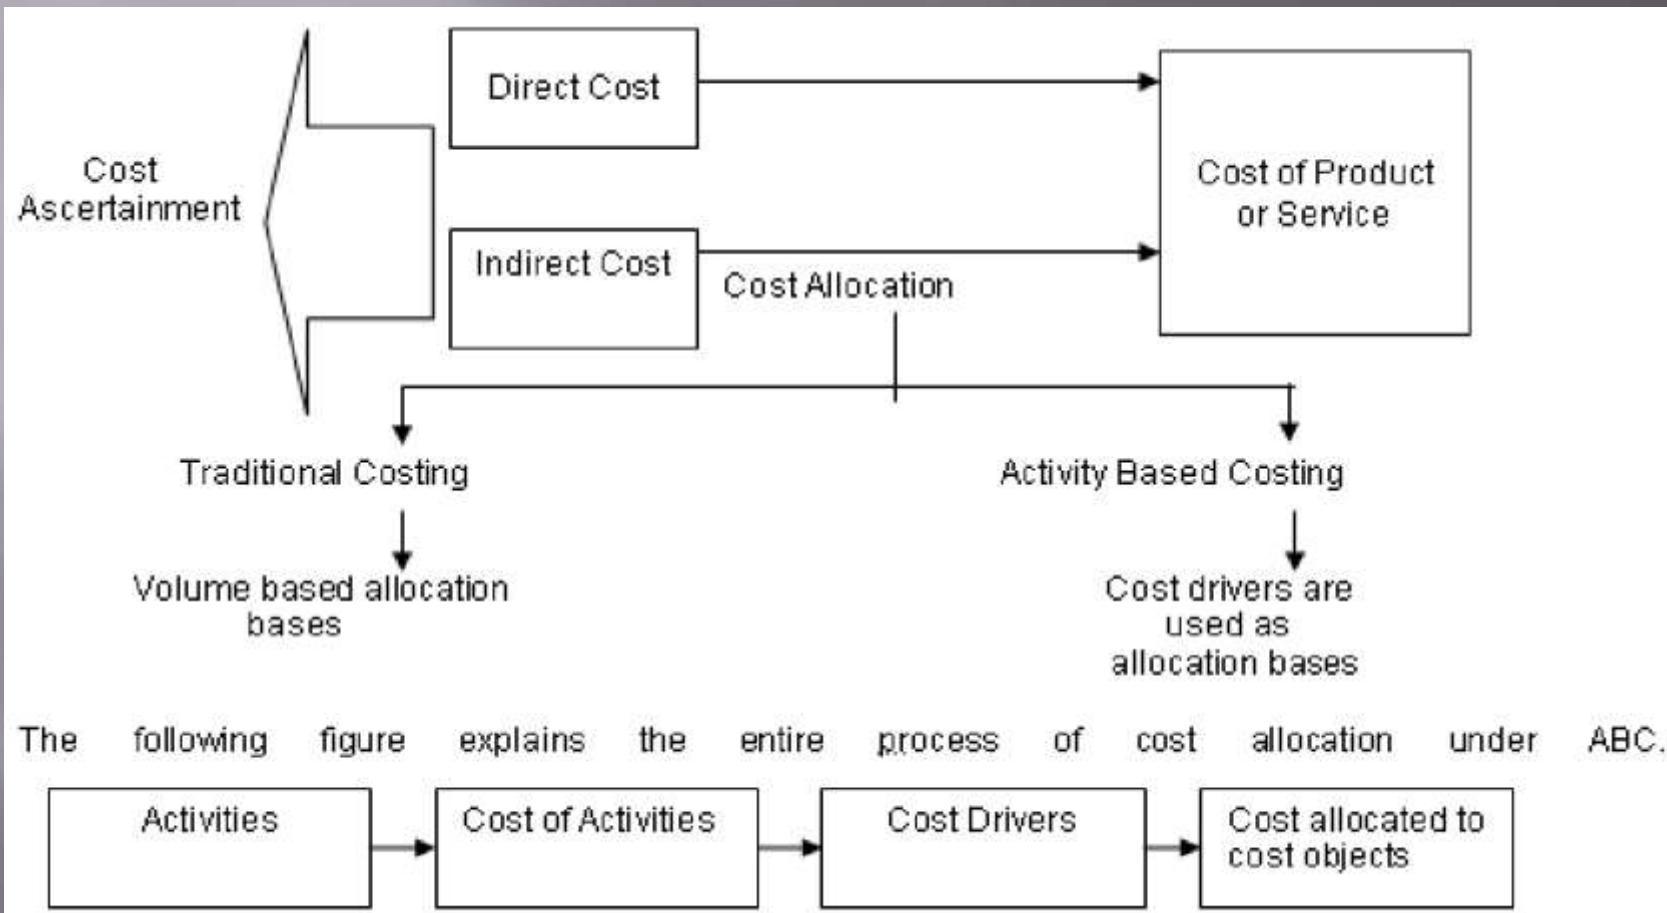 Direct Cost
Cost
Ascertainment
Cost of Product
or Service
Indirect Cost
Cost Allocation
Traditional Costing
Activity Based Costing
Volume based allocation
bases
Cost drivers are
used as
allocation bases
The following figure explains the entire process of cost allocation under ABC.
Activities
Cost of Activities
Cost Drivers
Cost allocated to
cost objects